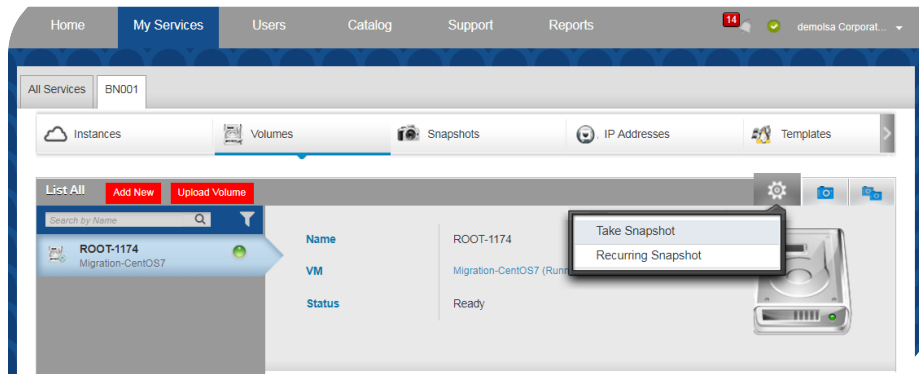 Home My Services Users Catalog Support Reports 14 demolsa Corporat...
All Services BN001
Instances Volumes Snapshots IP Addresses Templates
List All Add New Upload Volume
Search by Name
ROOT-1174
Migration-CentOS7
Name ROOT-1174
VM Migration-CentOS7 (Runn
Status Ready
Take Snapshot
Recurring Snapshot